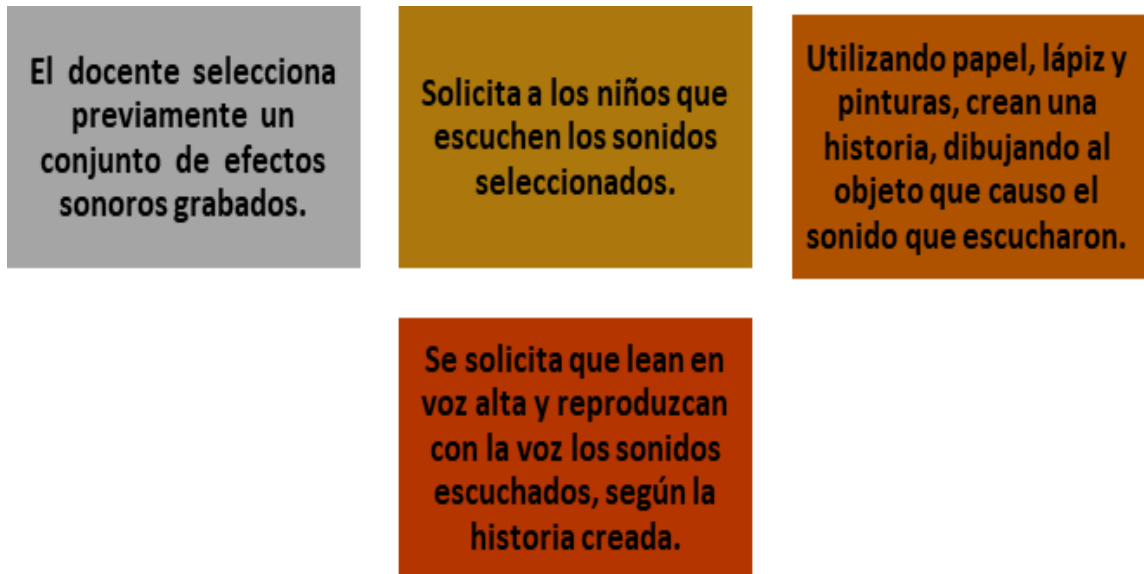 El docente selecciona
previamente un
conjunto de efectos
sonoros grabados.
Solicita a los niños que
escuchen los sonidos
seleccionados.
Utilizando papel, lápiz y
pinturas, crean una
historia, dibujando al
objeto que causo el
sonido que escucharon.
Se solicita que lean en
voz alta y reproduzcan
con la voz los sonidos
escuchados, según la
historia creada.